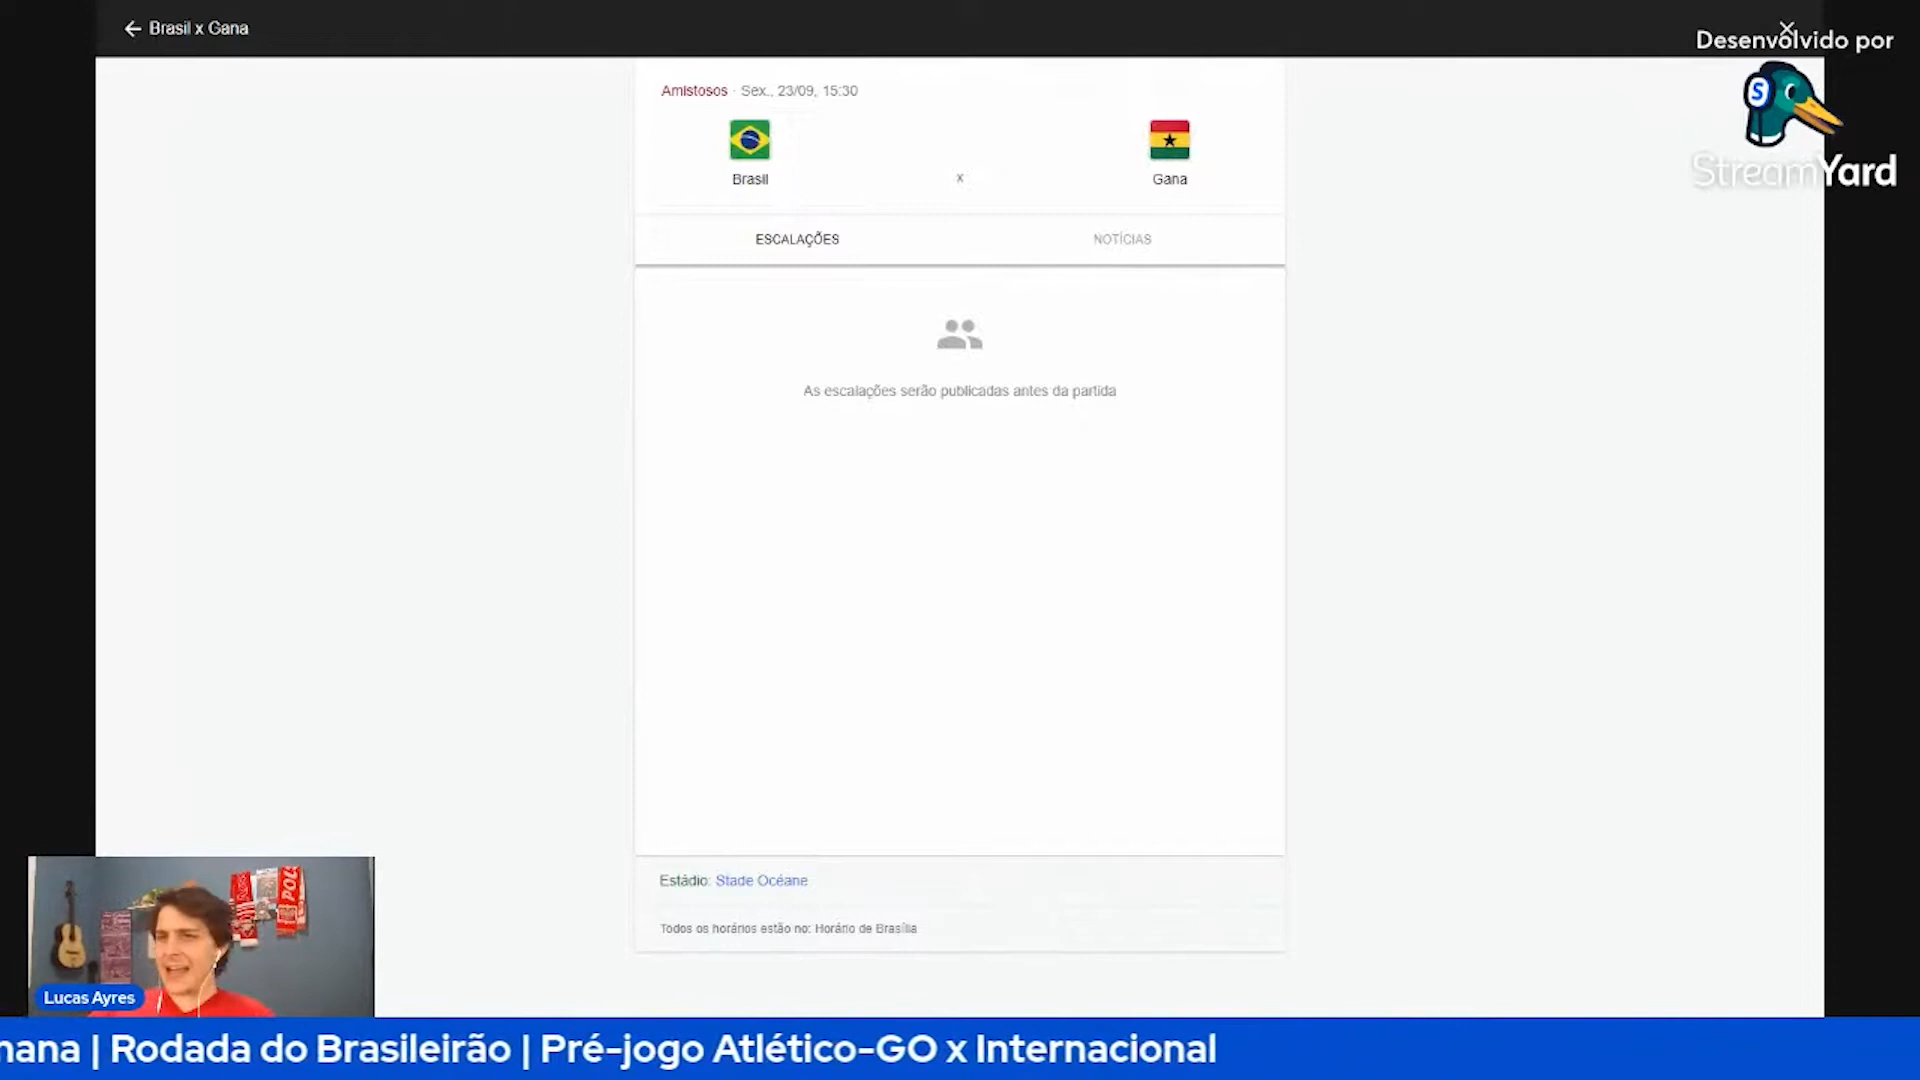 Brasil x Gana
Desenvolvido por
S
StreamYard
Amistosos · Sex., 23/09, 15:30
Brasil
x
Gana
ESCALAÇÕES
NOTÍCIAS
As escalações serão publicadas antes da partida
Estádio: Stade Océane
Todos os horários estão no: Horário de Brasília
POLS
Lucas Ayres
nana | Rodada do Brasileirão | Pré-jogo Atlético-GO x Internacional